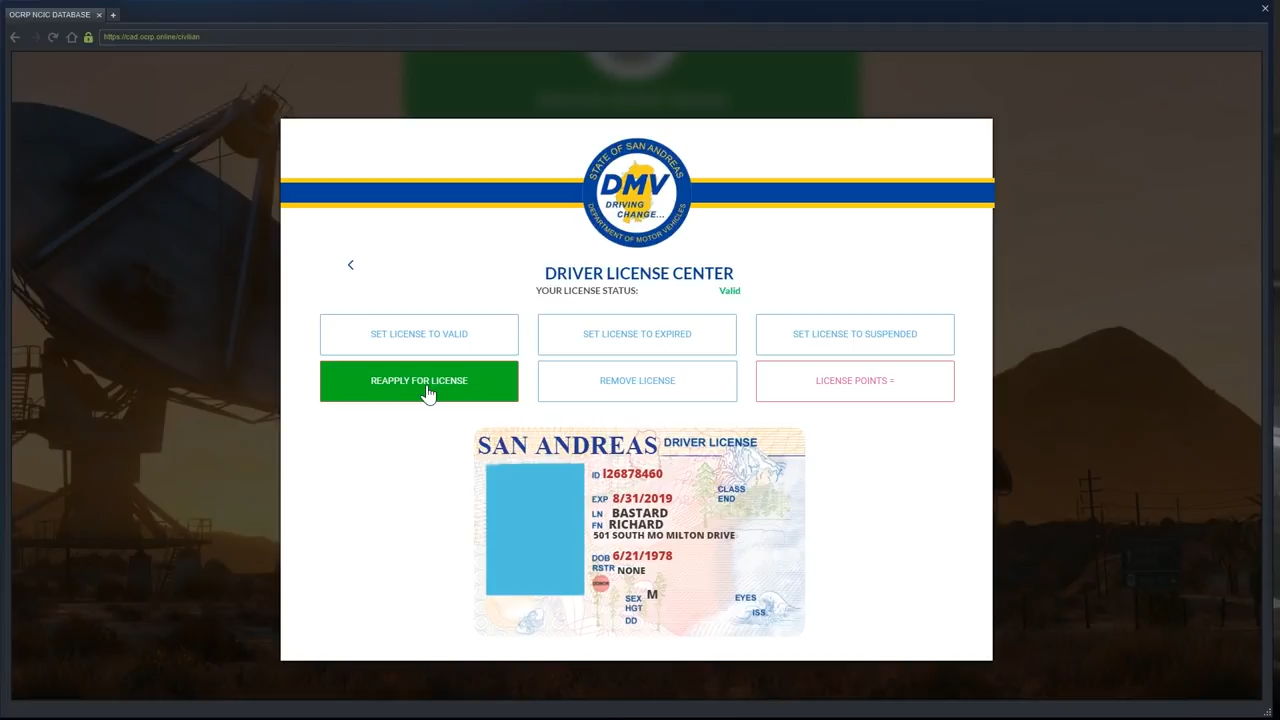 OCRP NCIC DATABASE
https://cad.ocrp.online/civilian
STATE OF SAN ANDREAS
DMV
DRIVING
CHANGE...
DEPARTMENT OF MOTOR VEHICLES
DRIVER LICENSE CENTER
YOUR LICENSE STATUS: Valid
SET LICENSE TO VALID
SET LICENSE TO EXPIRED
SET LICENSE TO SUSPENDED
REAPPLY FOR LICENSE
REMOVE LICENSE
LICENSE POINTS =
SAN ANDREAS DRIVER LICENSE
ID I26878460
CLASS
EXP 8/31/2019
END
LN BASTARD
FN RICHARD
501 SOUTH MO MILTON DRIVE
DOB 6/21/1978
RSTR NONE
DONOR
SEX M
EYES
HGT
ISS.
DD